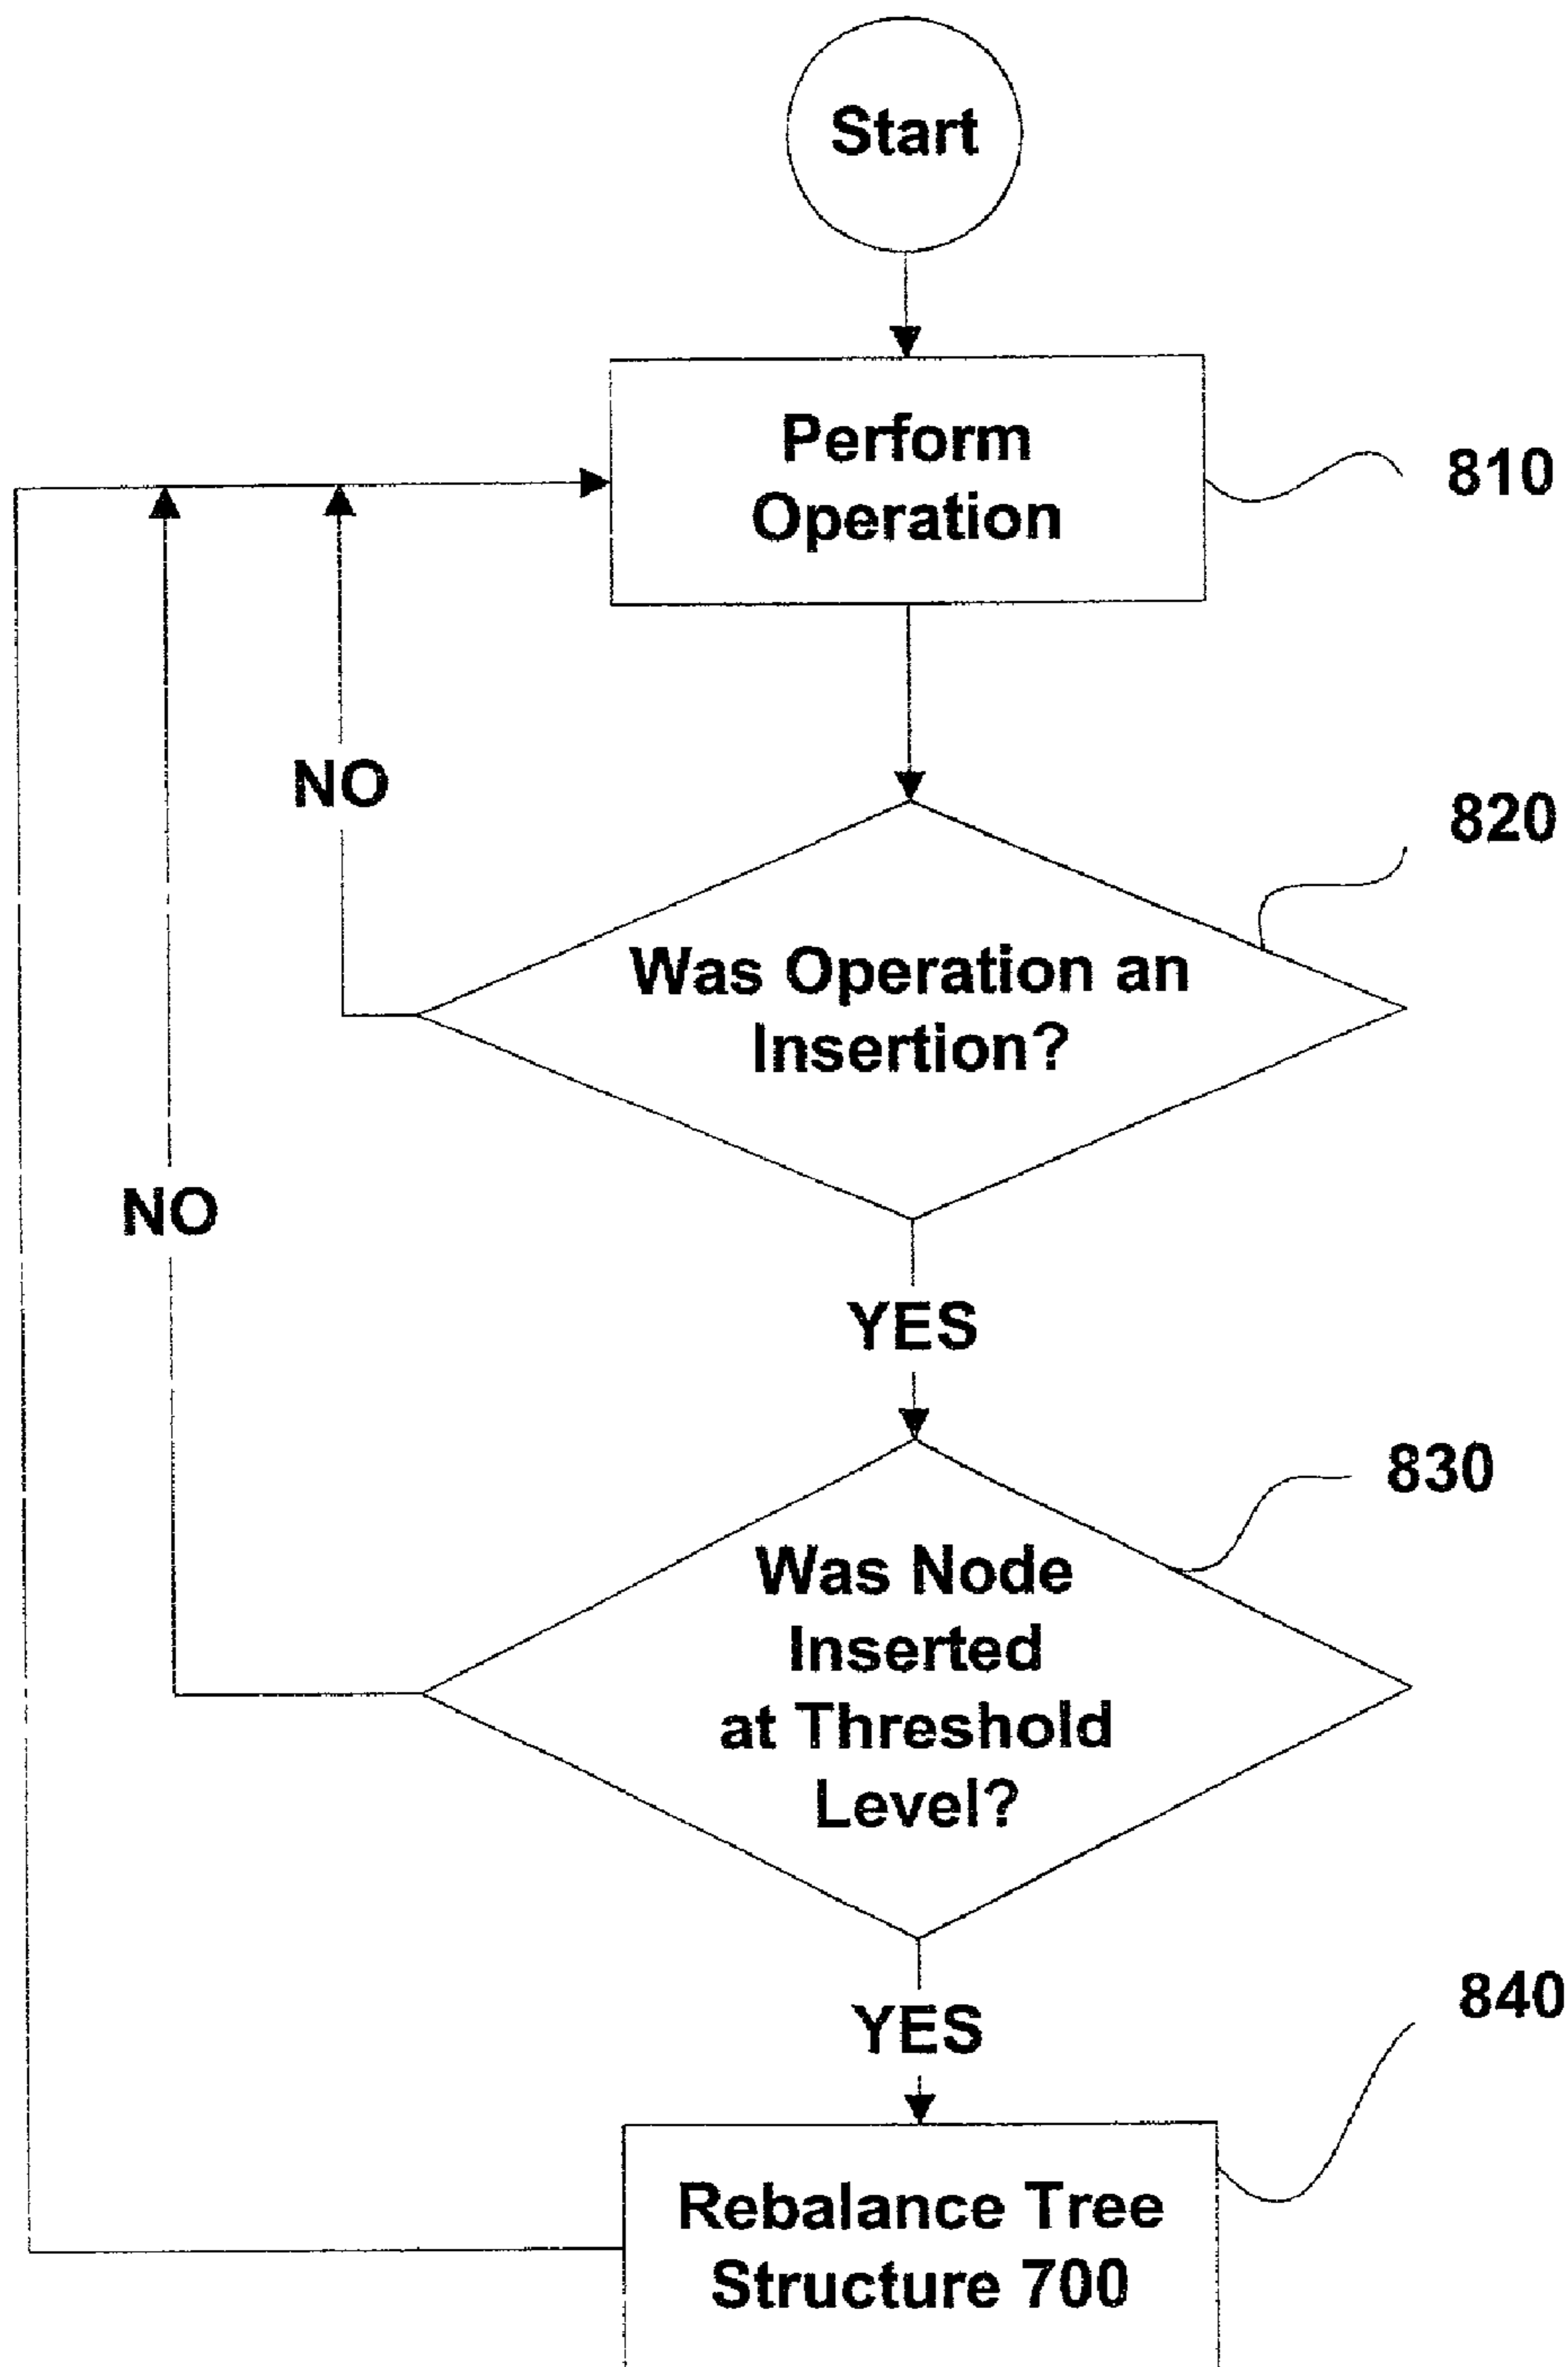 Start
Perform
Operation
810
NO
820
Was Operation an
Insertion?
NO
YES
830
Was Node
Inserted
at Threshold
Level?
840
YES
Rebalance Tree
Structure 700